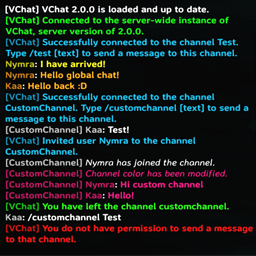 [VChat] VChat 2.0.0 is loaded and up to date.
[VChat] Connected to the server-wide instance of
VChat, server version of 2.0.0.
[VChat] Successfully connected to the channel Test.
Type /test [text] to send a message to this channel.
Nymra: I have arrived!
Nymra: Hello global chat!
Kaa: Hello back :D
[VChat] Successfully connected to the channel
CustomChannel. Type /customchannel [text] to send a
message to this channel.
[CustomChannel] Kaa: Test!
[VChat] Invited user Nymra to the channel
CustomChannel.
[CustomChannel] Nymra has joined the channel.
[CustomChannel] Channel color has been modified.
[CustomChannel] Nymra: Hi custom channel
[CustomChannel] Kaa: Hello!
[VChat] You have left the channel customchannel.
Kaa: /customchannel Test
[VChat] You do not have permission to send a message
to that channel.